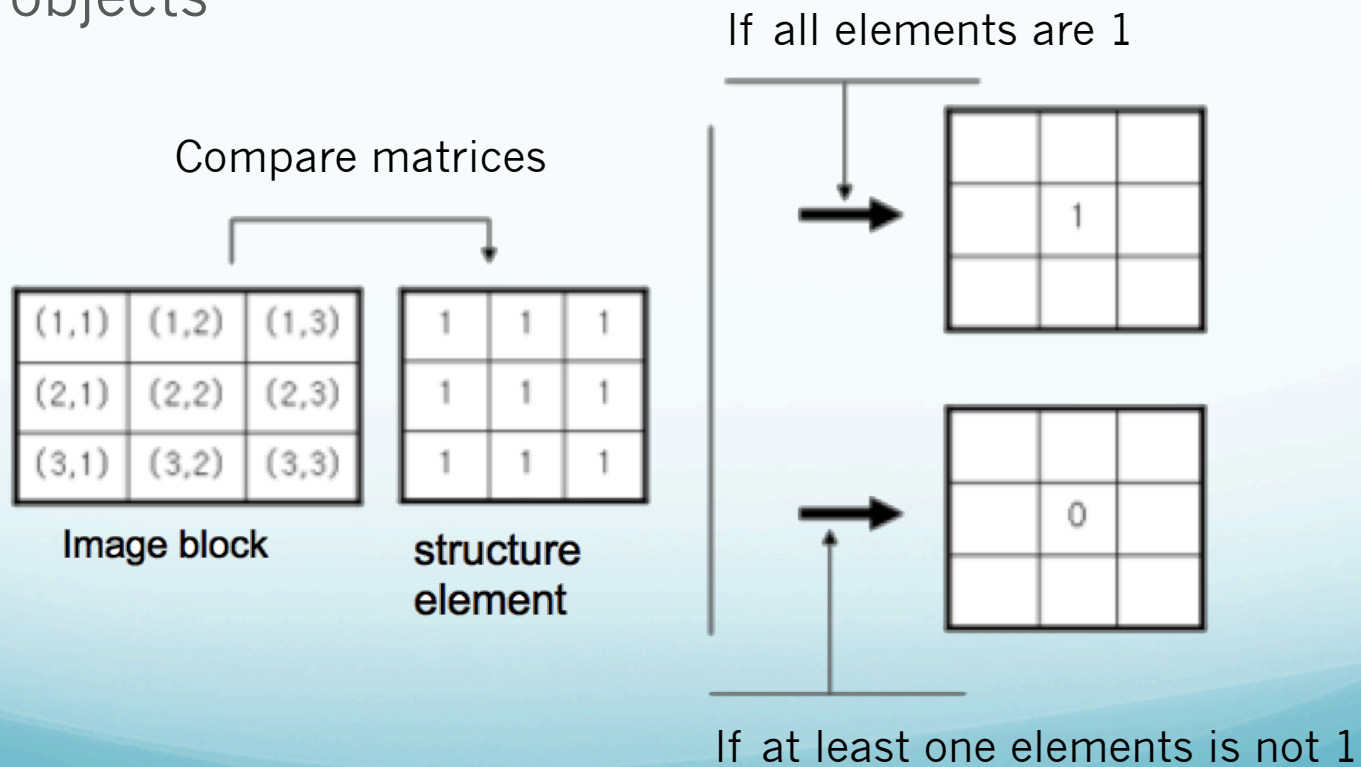 objects
If all elements are 1
Compare matrices
(1,1) (1,2) (1,3)
(2,1) (2,2) (2,3)
(3,1) (3,2) (3,3)
Image block
1 1 1
1 1 1
1 1 1
structure
element
1
0
If at least one elements is not 1